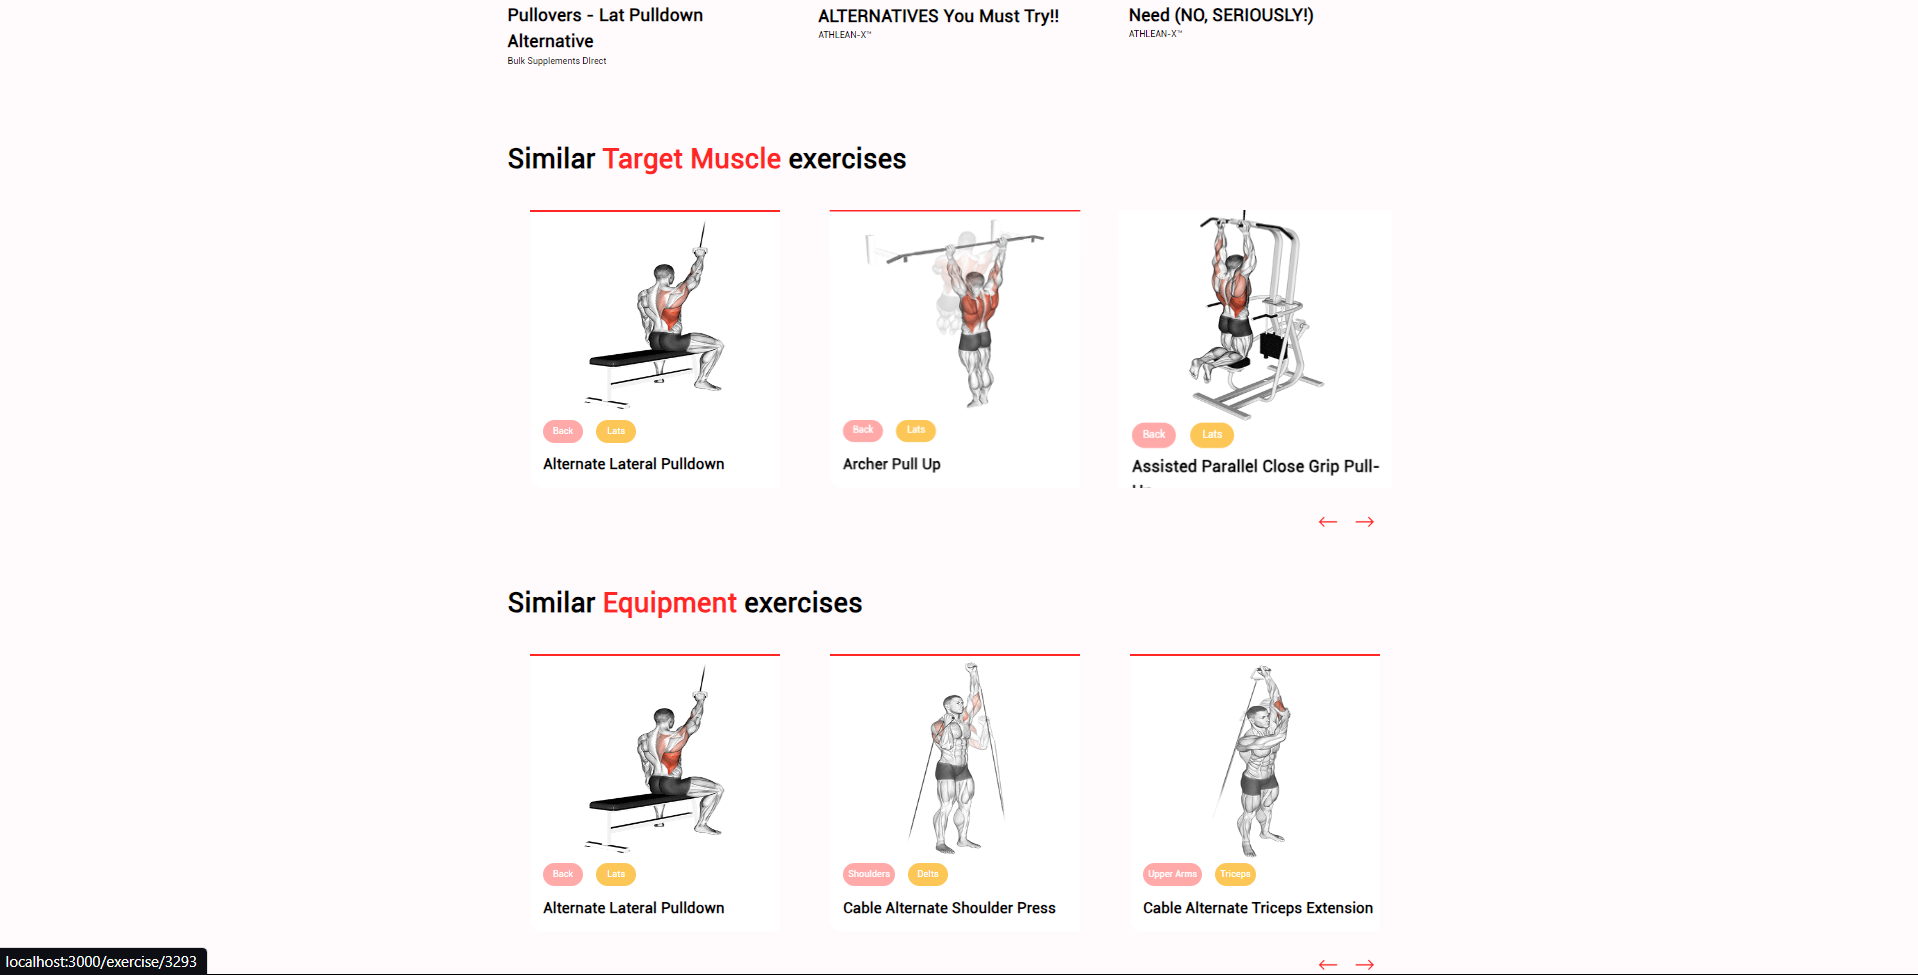 Pullovers - Lat Pulldown
Alternative
Bulk Supplements DIrect
ALTERNATIVES You Must Try!!
ATHLEAN-X™
Need (NO, SERIOUSLY!)
ATHLEAN-X™
Similar Target Muscle exercises
Back Lats
Alternate Lateral Pulldown
Back Lats
Archer Pull Up
Back Lats
Assisted Parallel Close Grip Pull-
Similar Equipment exercises
Back Lats
Alternate Lateral Pulldown
Shoulders Delts
Cable Alternate Shoulder Press
Upper Arms Triceps
Cable Alternate Triceps Extension
localhost:3000/exercise/3293